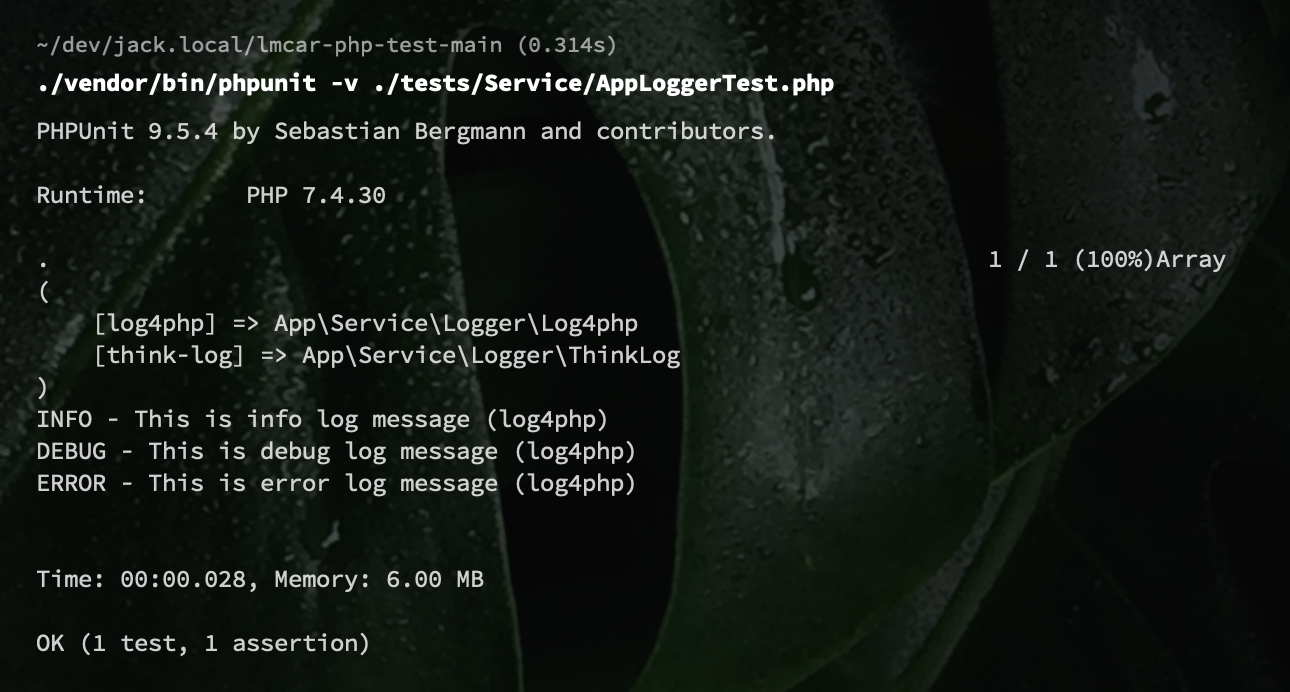 ~/dev/jack.local/lmcar-php-test-main (0.314s)
./vendor/bin/phpunit -v ./tests/Service/AppLoggerTest.php
PHPUnit 9.5.4 by Sebastian Bergmann and contributors.
Runtime:       PHP 7.4.30
.                                                                   1 / 1 (100%)Array
(
    [log4php] => App\Service\Logger\Log4php
    [think-log] => App\Service\Logger\ThinkLog
)
INFO - This is info log message (log4php)
DEBUG - This is debug log message (log4php)
ERROR - This is error log message (log4php)
Time: 00:00.028, Memory: 6.00 MB
OK (1 test, 1 assertion)